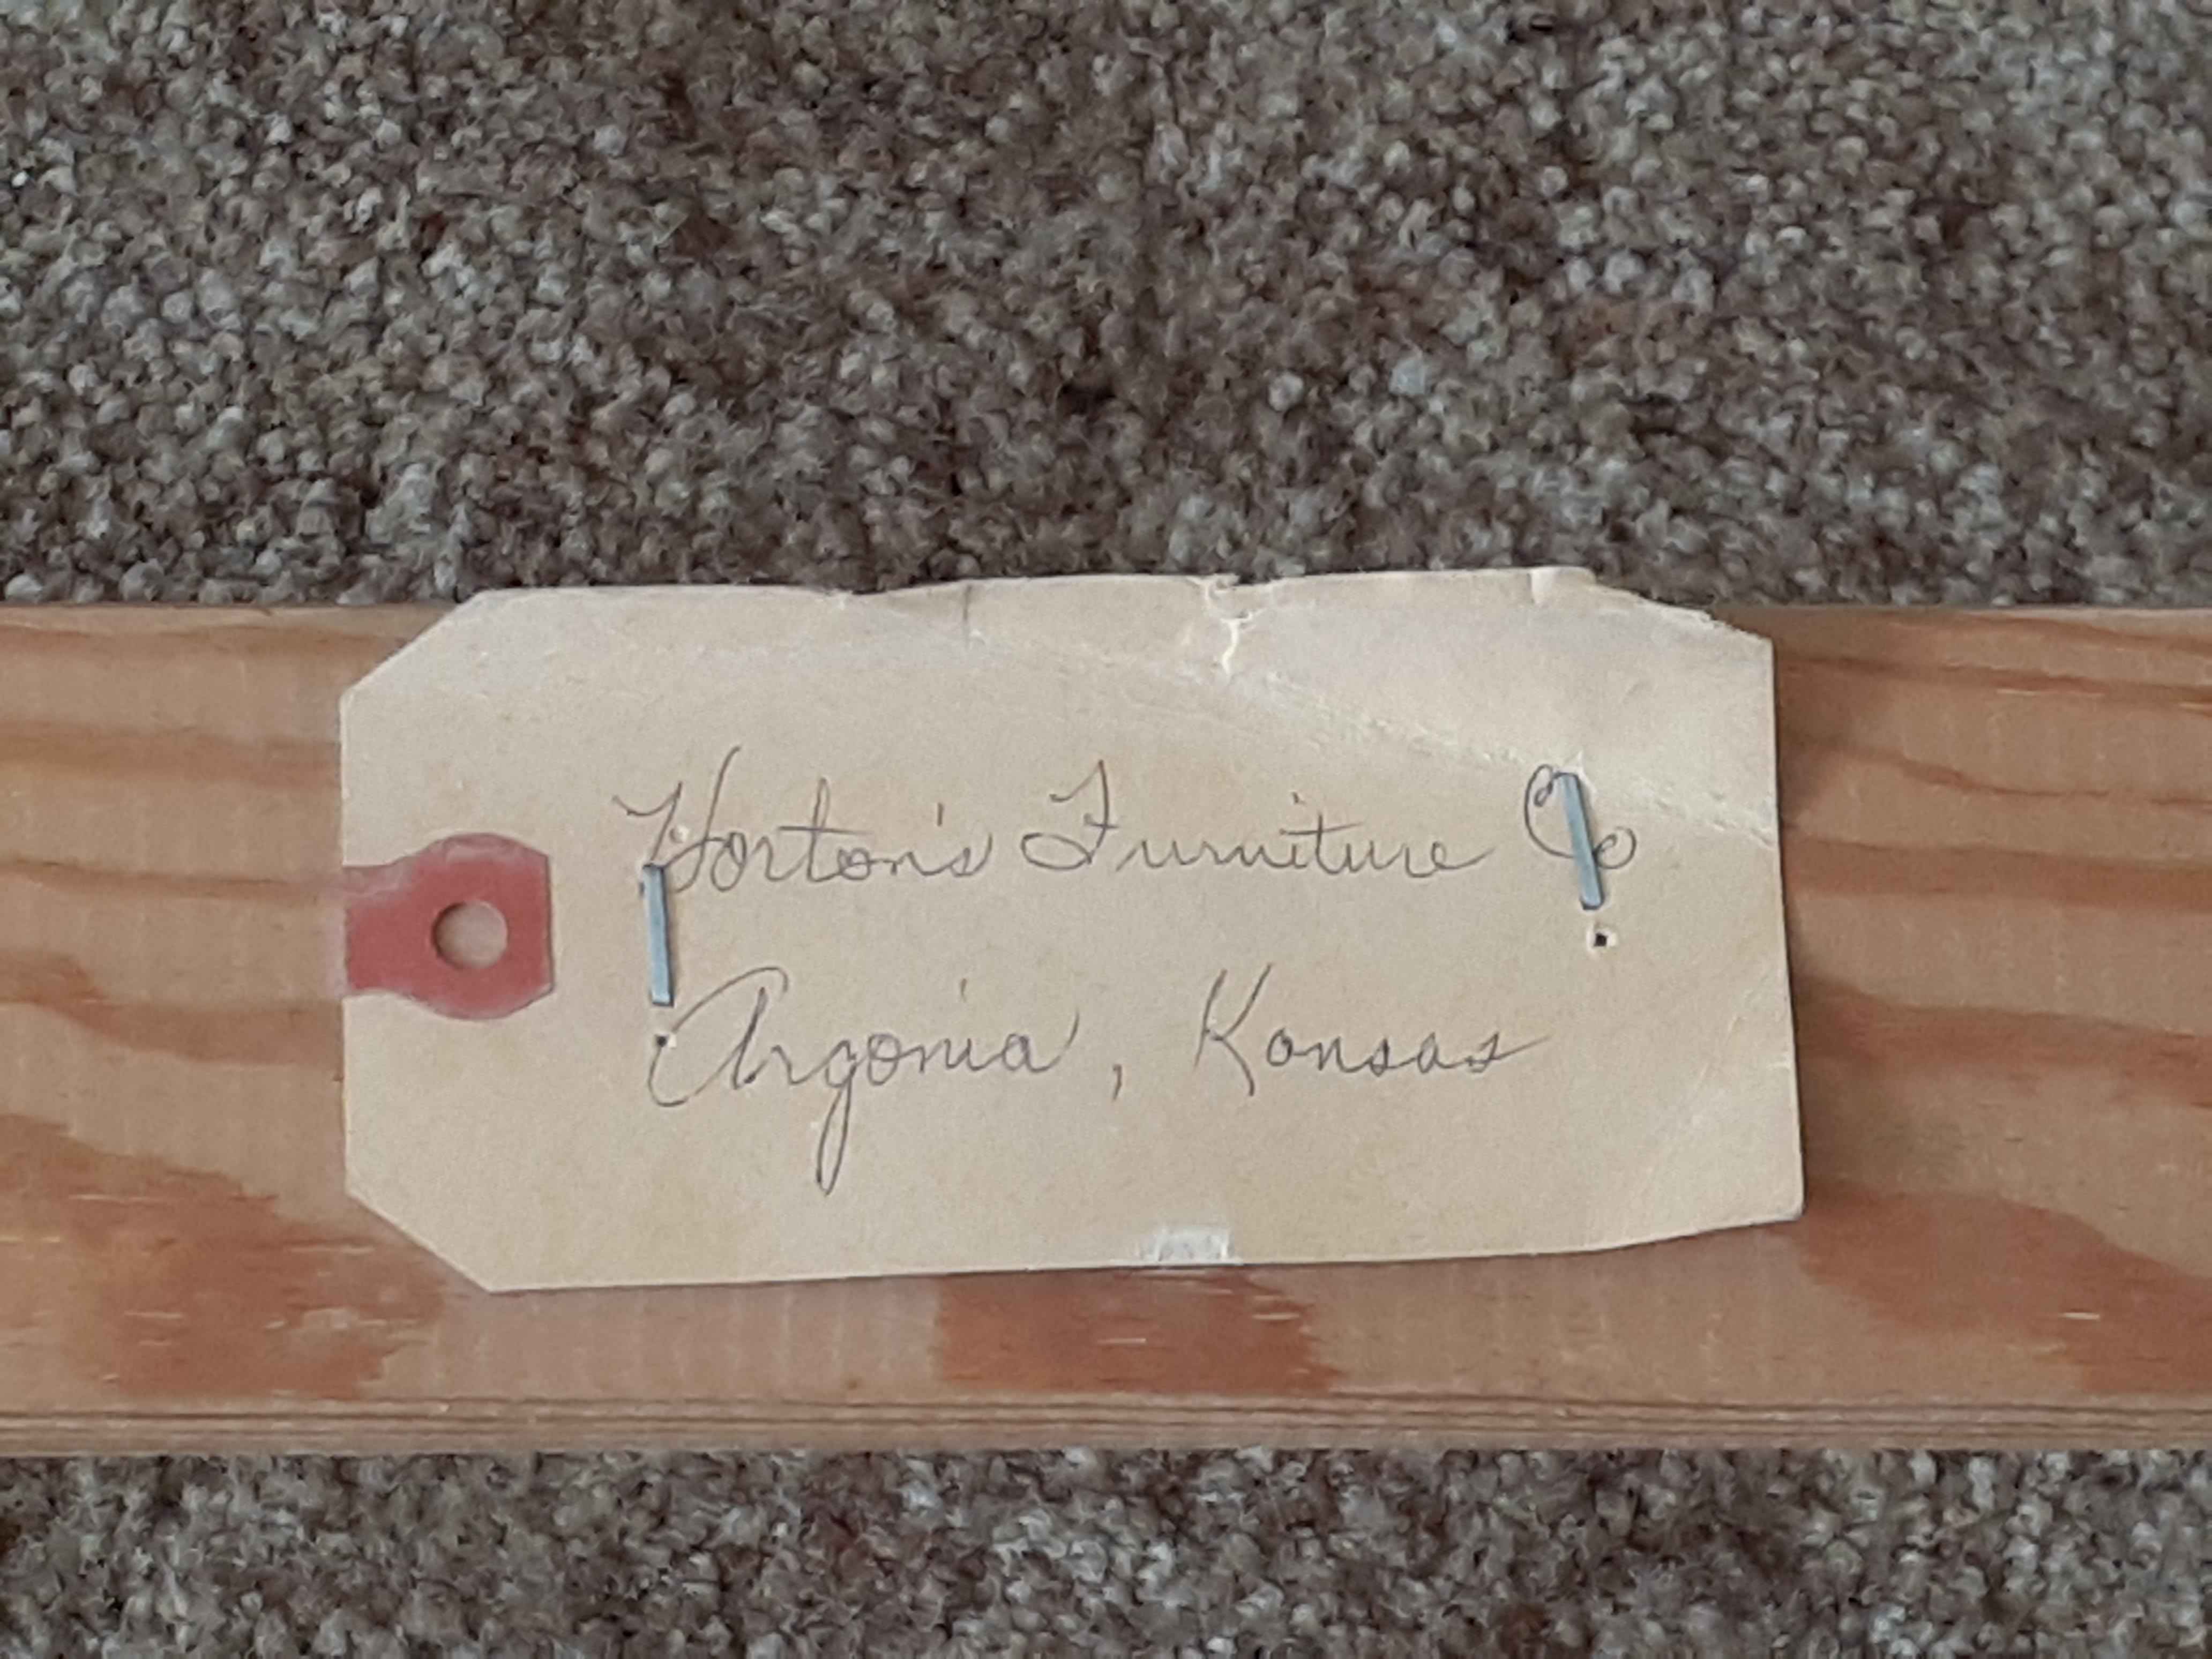 Horton's Furniture Co
Argonia, Kansas